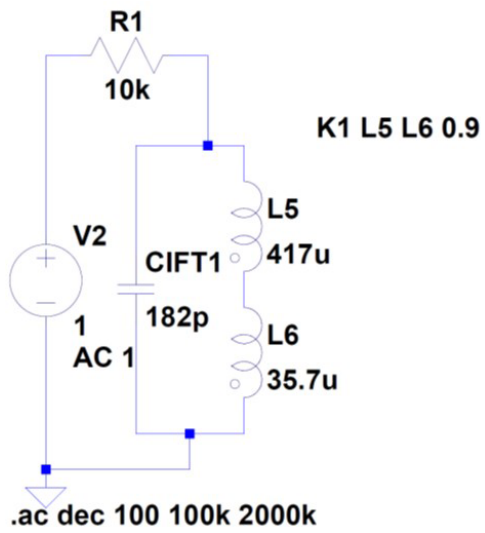 R1
10k
K1 L5 L6 0.9
L5
417u
V2
CIFT1
182p
1
AC 1
L6
35.7u
.ac dec 100 100k 2000k